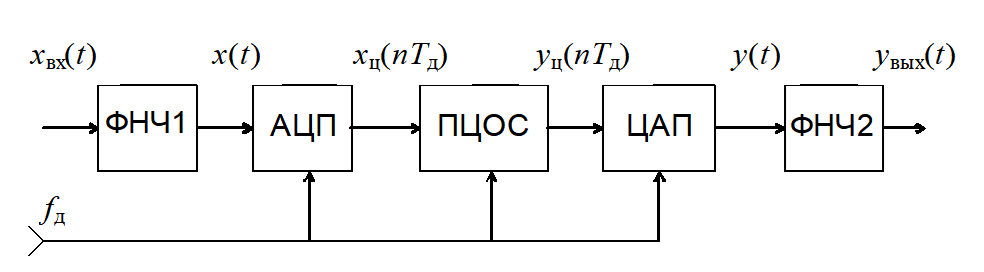 xвх(t) x(t) xц(nTд) yц(nTд) y(t) yвых(t)
ФНЧ1 АЦП ПЦОС ЦАП ФНЧ2
fд